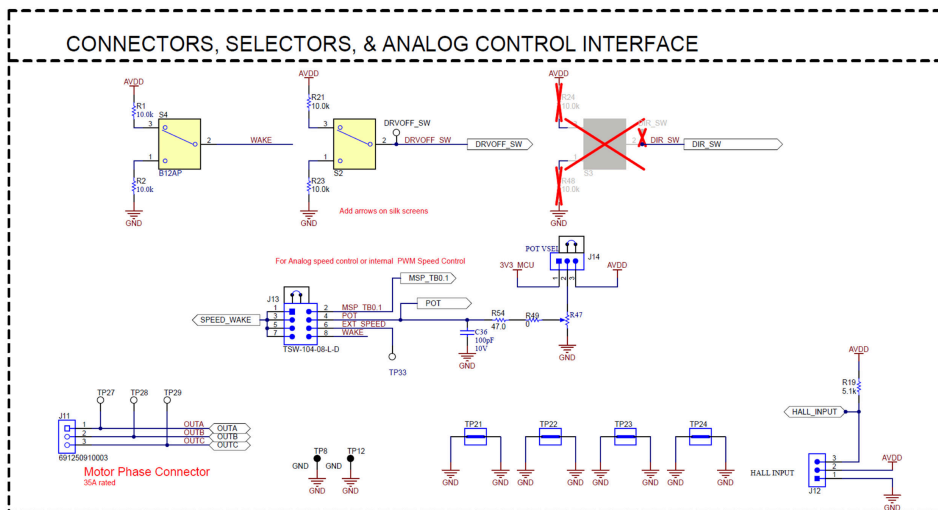 CONNECTORS, SELECTORS, & ANALOG CONTROL INTERFACE
AVDD
R1
10.0k
S4
3
2
WAKE
1
B12AP
R2
10.0k
GND
AVDD
R21
10.0k
3
DRVOFF_SW
2
DRVOFF_SW
DRVOFF_SW
1
S2
R23
10.0k
GND
Add arrows on silk screens
AVDD
R24
10.0k
3
DIR_SW
2
DIR_SW
DIR_SW
1
S3
R48
10.0k
GND
For Analog speed control or internal PWM Speed Control
MSP_TB0.1
POT
J13
SPEED_WAKE
1
3
5
7
2
4
6
8
MSP_TB0.1
POT
EXT_SPEED
WAKE
TSW-104-08-L-D
TP33
C36
100pF
10V
GND
R54
47.0
R49
0
R47
GND
POT VSEL
J14
3V3_MCU
AVDD
1
2
3
AVDD
R19
5.1k
HALL_INPUT
HALL INPUT
3
2
1
J12
AVDD
GND
TP27
TP28
TP29
J11
1
2
3
OUTA
OUTB
OUTC
OUTA
OUTB
OUTC
691250910003
Motor Phase Connector
35A rated
TP8
GND
GND
TP12
GND
GND
TP21
GND
GND
TP22
GND
GND
TP23
GND
GND
TP24
GND
GND